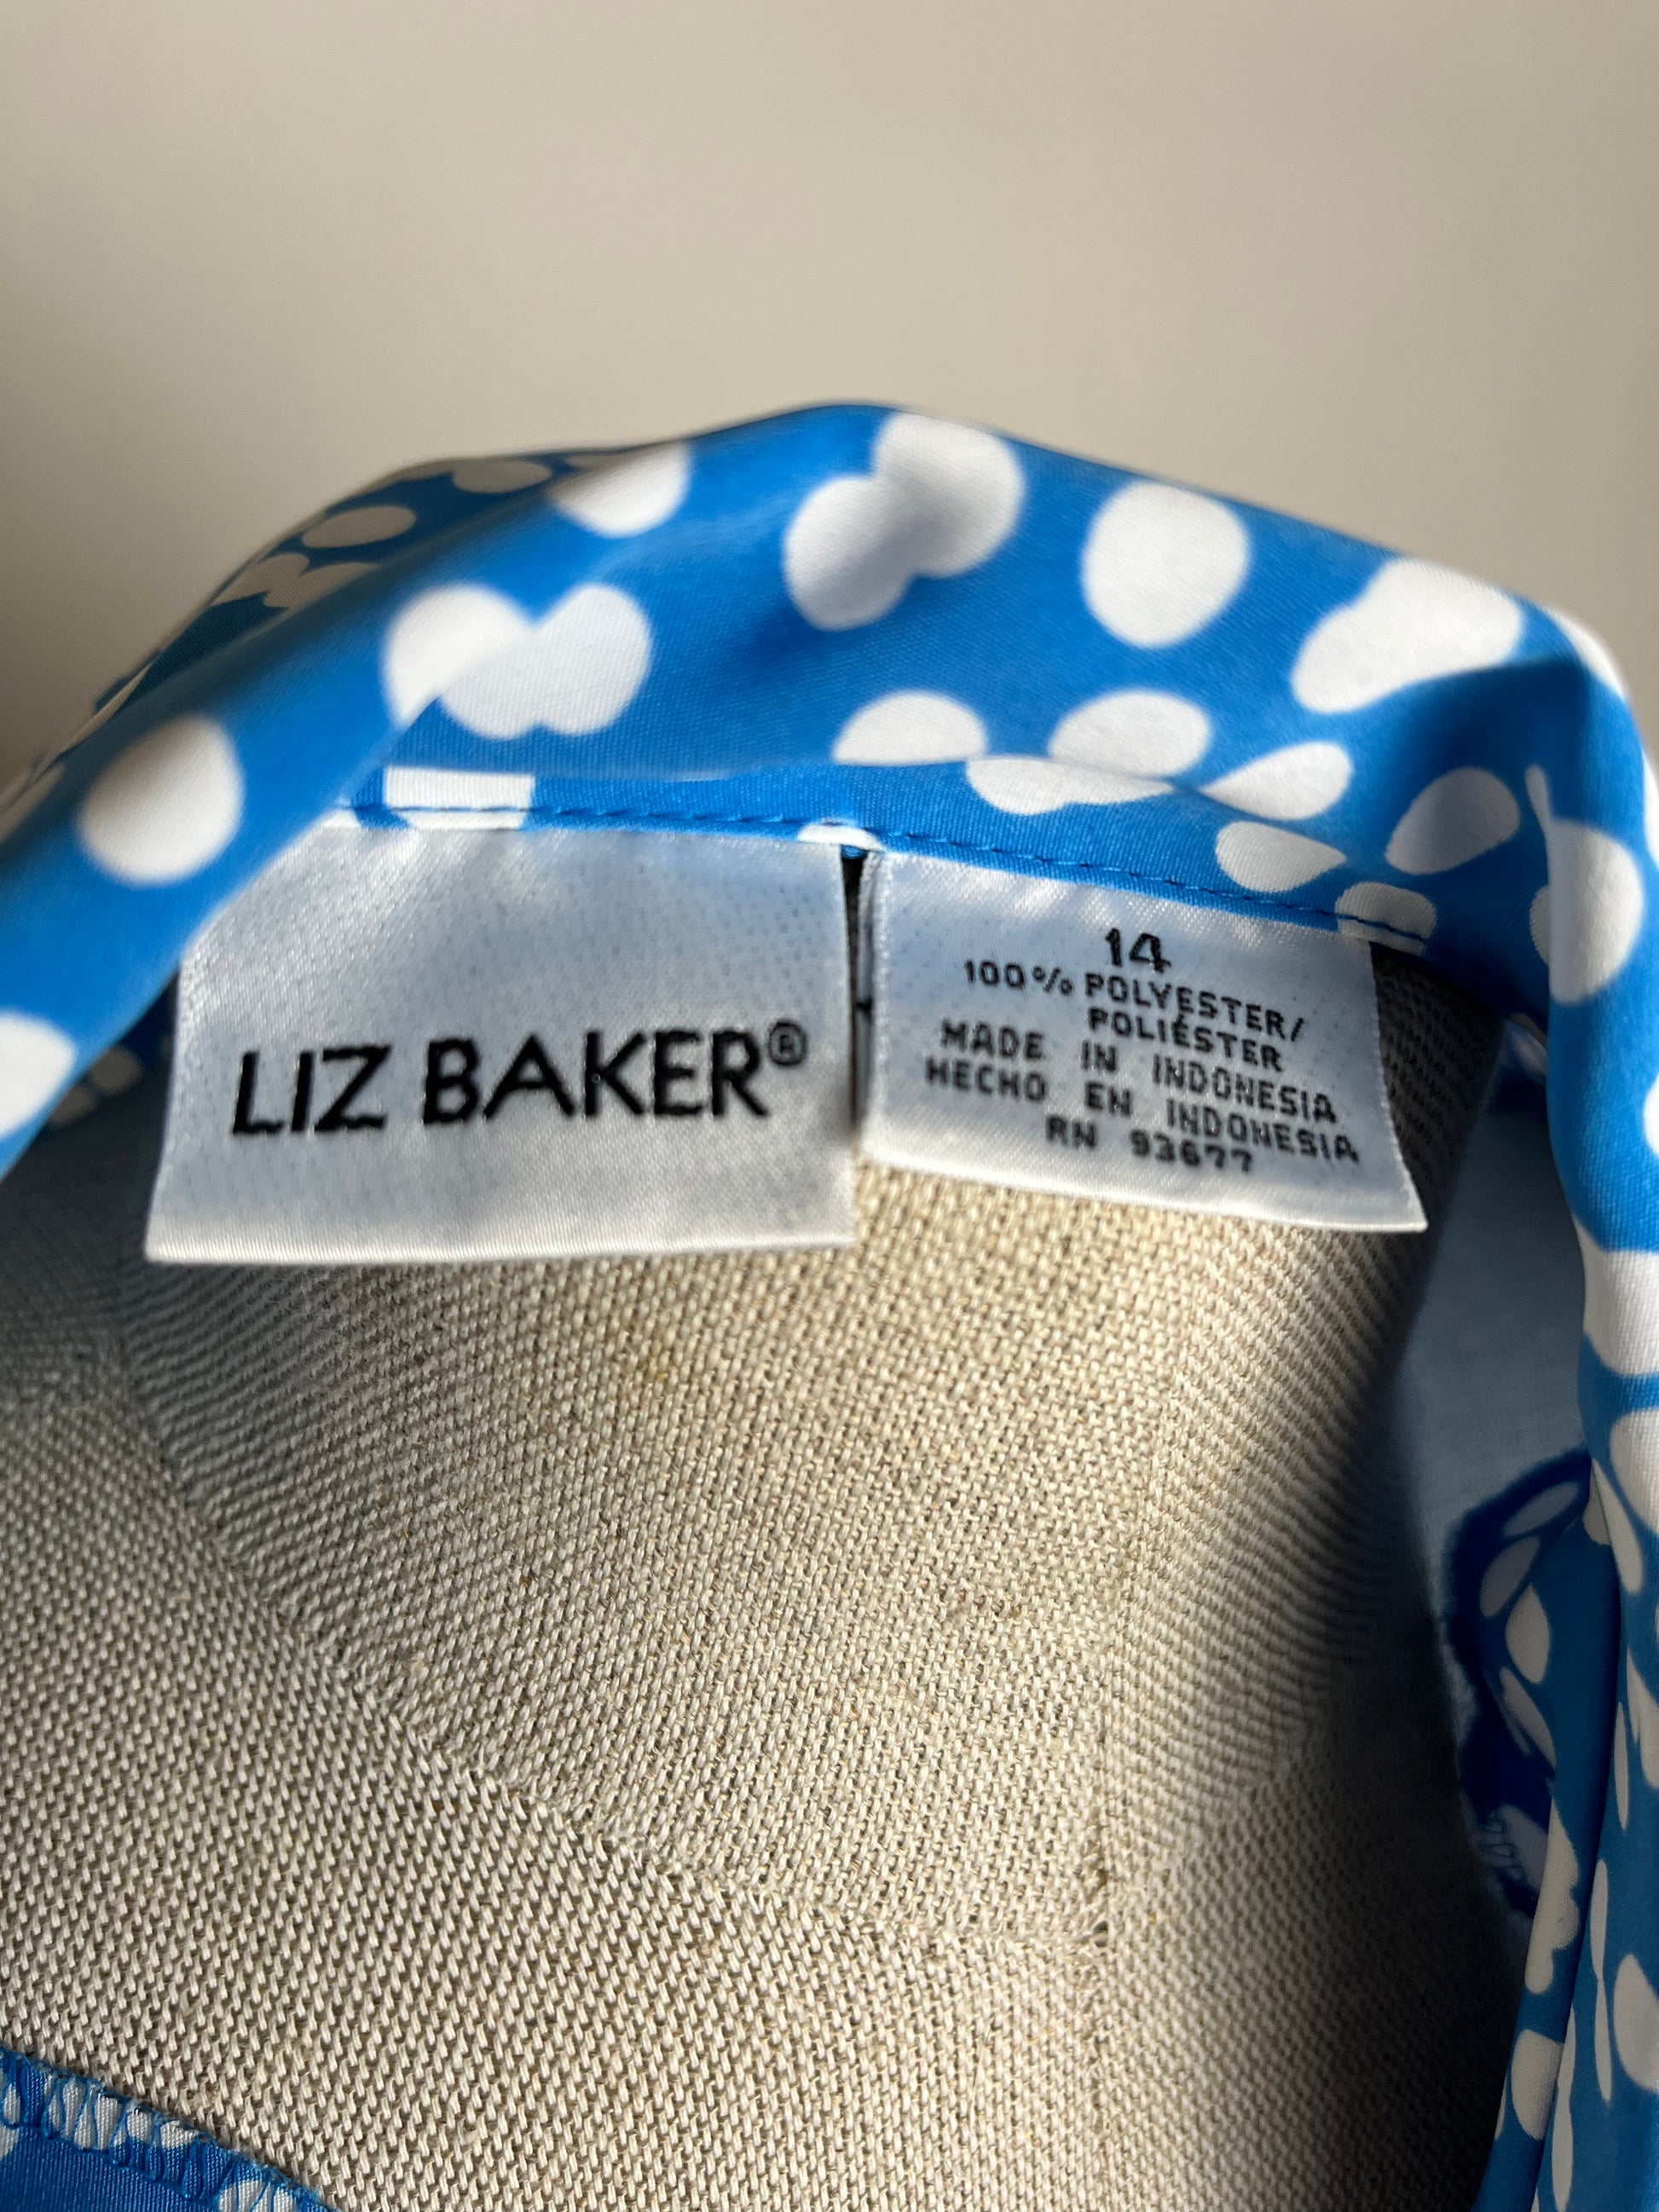 LIZ BAKER®
14
100% POLYESTER/
POLIÉSTER
MADE IN INDONESIA
HECHO EN INDONESIA
RN 93677